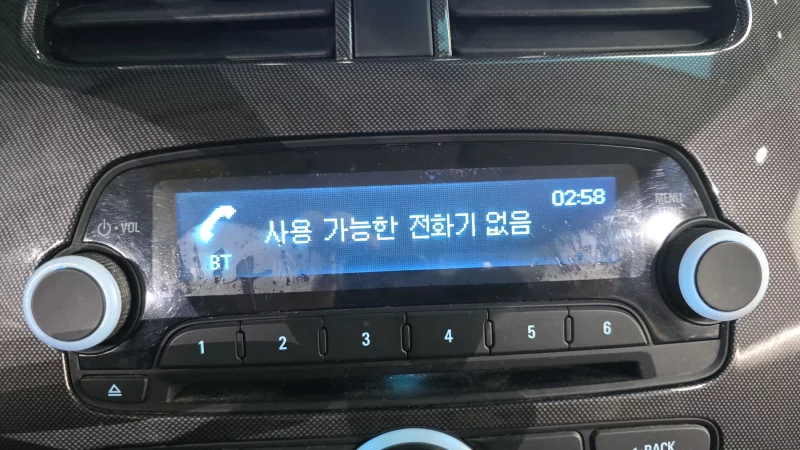 02:58
사용 가능한 전화기 없음
BT
⏻·VOL
MENU
1 2 3 4 5 6
BACK